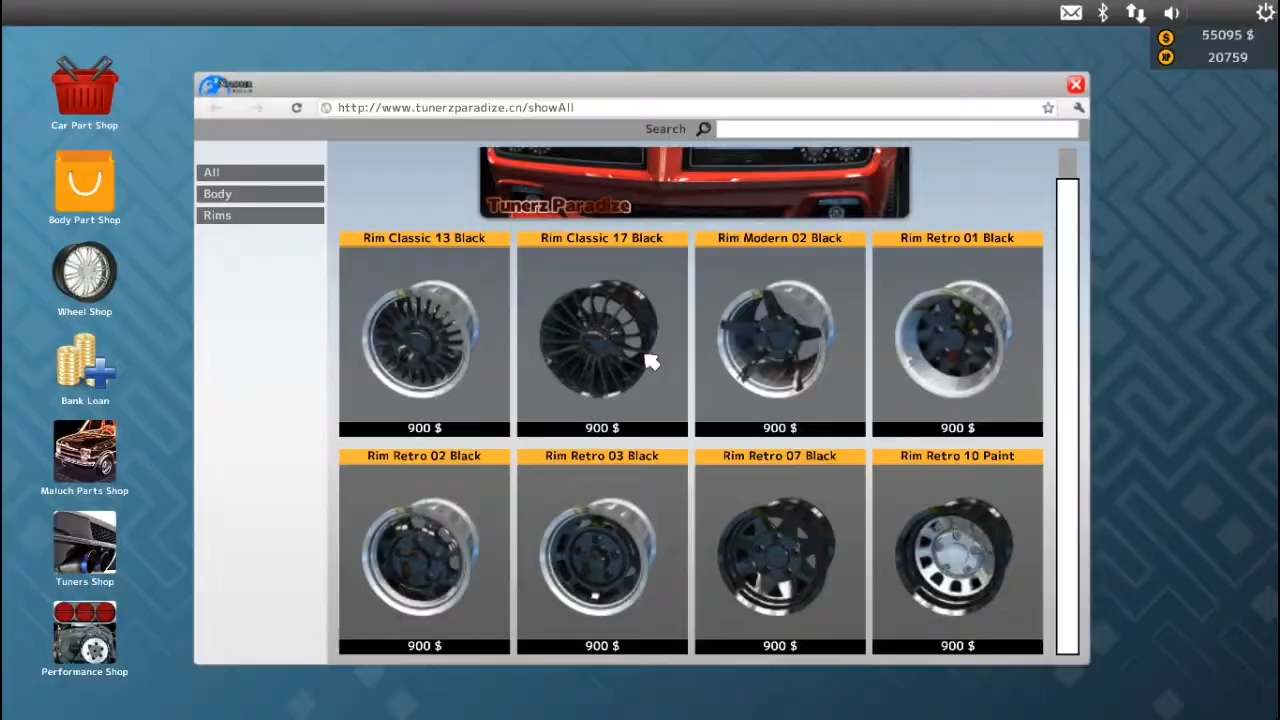 55095 $
20759
Car Part Shop
Body Part Shop
Wheel Shop
Bank Loan
Maluch Parts Shop
Tuners Shop
Performance Shop
http://www.tunerzparadize.cn/showAll
Search
All
Body
Rims
Tunerz Paradize
Rim Classic 13 Black
Rim Classic 17 Black
Rim Modern 02 Black
Rim Retro 01 Black
900 $
900 $
900 $
900 $
Rim Retro 02 Black
Rim Retro 03 Black
Rim Retro 07 Black
Rim Retro 10 Paint
900 $
900 $
900 $
900 $